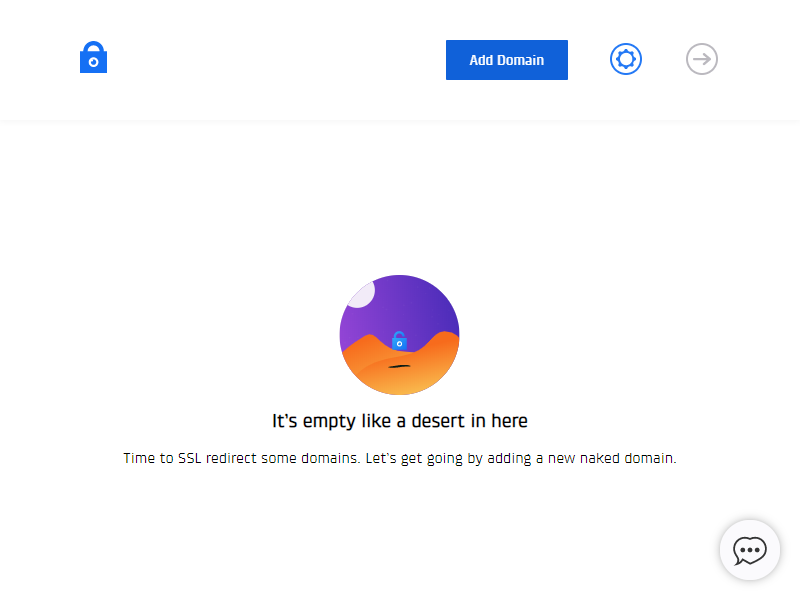 Add Domain
It's empty like a desert in here
Time to SSL redirect some domains. Let's get going by adding a new naked domain.